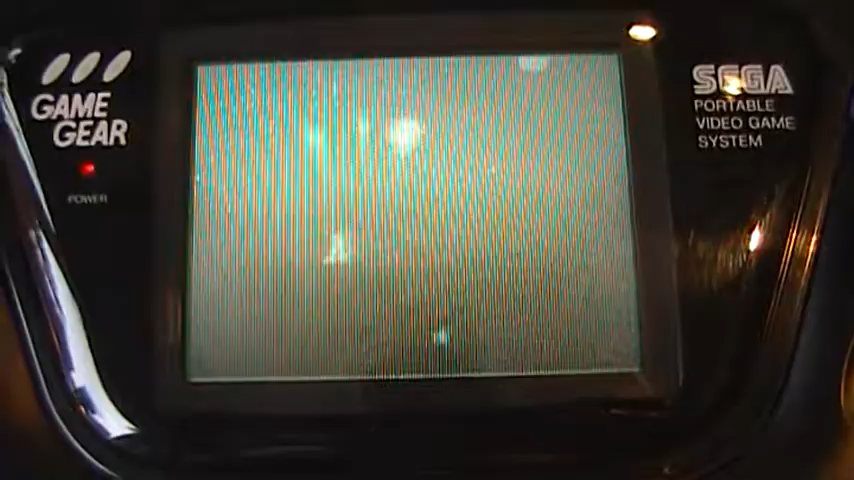 GAME
GEAR
POWER
SEGA
PORTABLE
VIDEO GAME
SYSTEM